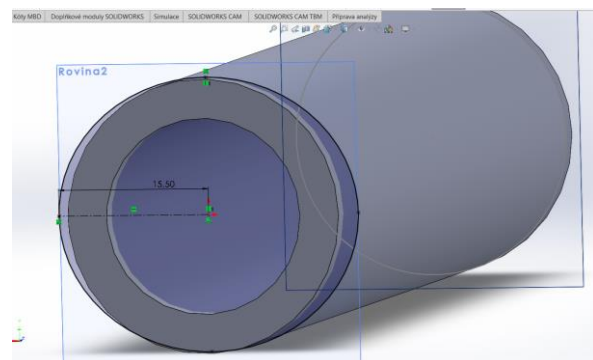 Kóty MBD Doplňkové moduly SOLIDWORKS Simulace SOLIDWORKS CAM SOLIDWORKS CAM TBM Příprava analýzy
Rovina2
15.50